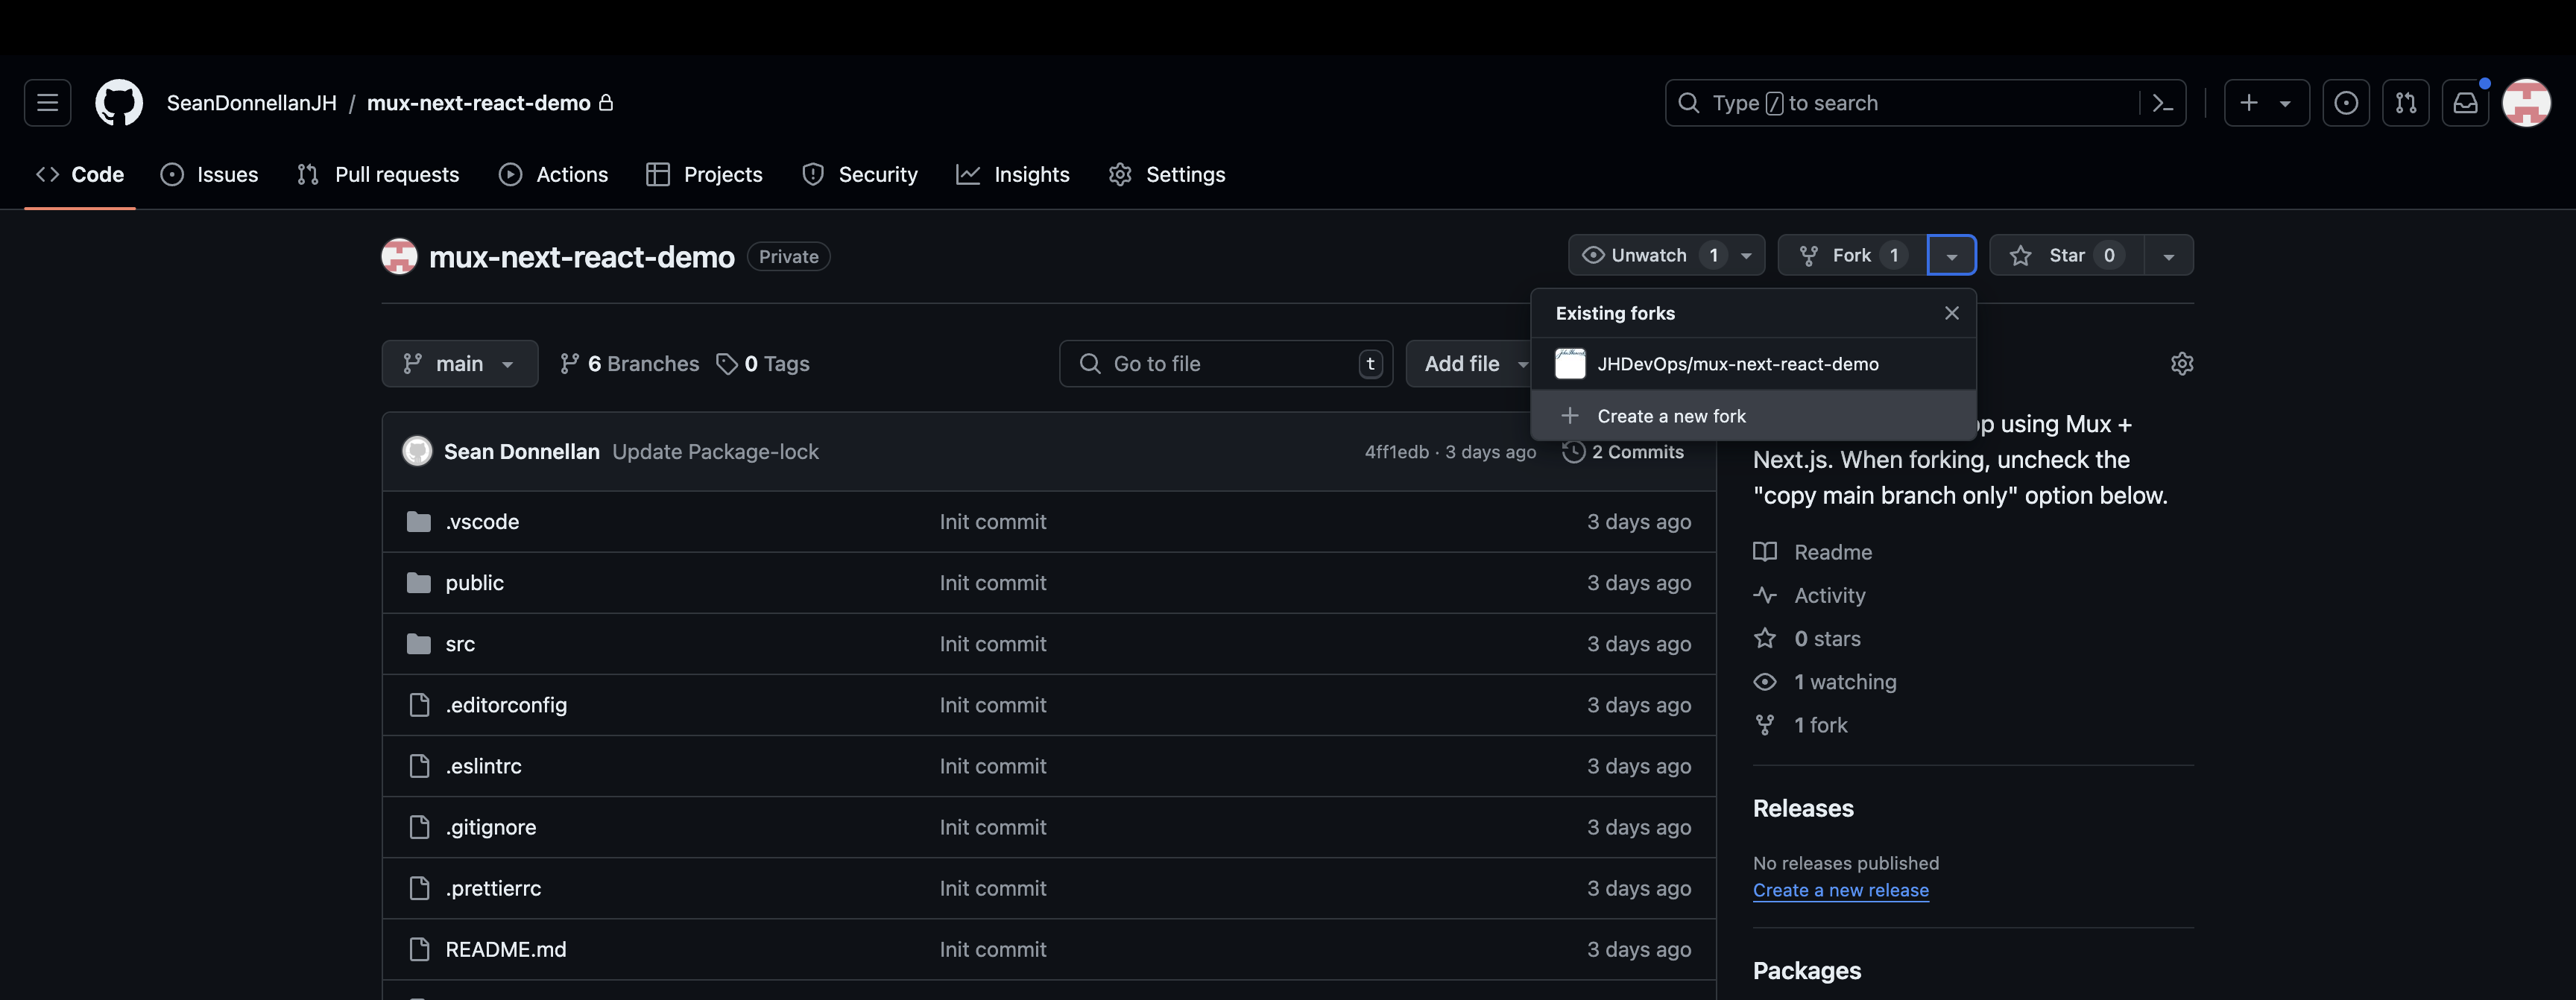 SeanDonnellanJH / mux-next-react-demo
Type / to search
Code Issues Pull requests Actions Projects Security Insights Settings
mux-next-react-demo Private
Unwatch 1 Fork 1 Star 0
Existing forks
JHDevOps/mux-next-react-demo
Create a new fork
main 6 Branches 0 Tags Go to file t Add file
Sean Donnellan Update Package-lock 4ff1edb · 3 days ago 2 Commits
.vscode Init commit 3 days ago
public Init commit 3 days ago
src Init commit 3 days ago
.editorconfig Init commit 3 days ago
.eslintrc Init commit 3 days ago
.gitignore Init commit 3 days ago
.prettierrc Init commit 3 days ago
README.md Init commit 3 days ago
using Mux +
Next.js. When forking, uncheck the
"copy main branch only" option below.
Readme
Activity
0 stars
1 watching
1 fork
Releases
No releases published
Create a new release
Packages